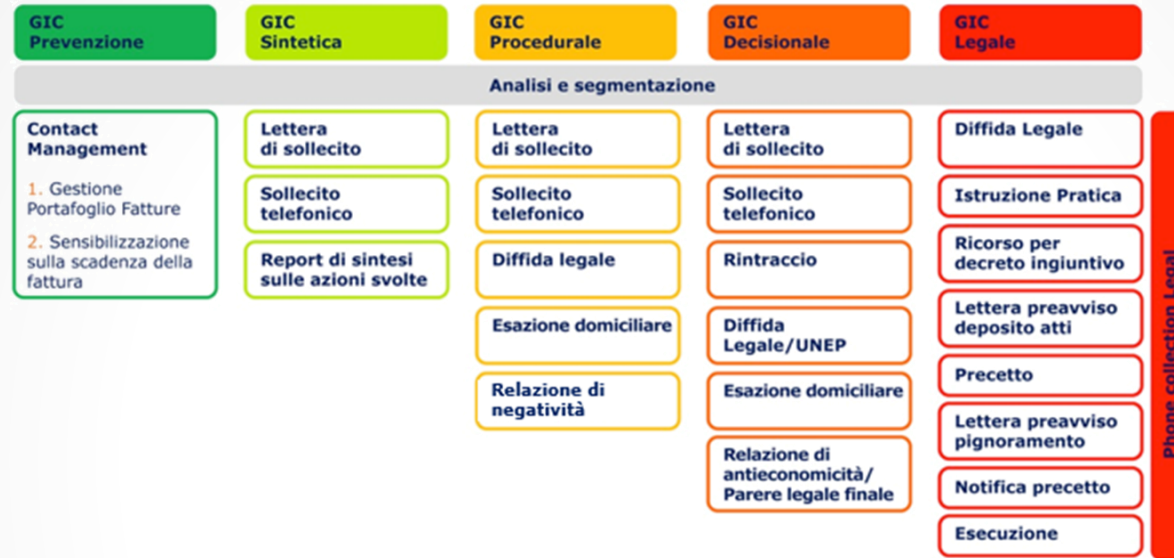 GIC
Prevenzione
GIC
Sintetica
GIC
Procedurale
GIC
Decisionale
GIC
Legale
Analisi e segmentazione
Contact
Management
1. Gestione
Portafoglio Fatture
2. Sensibilizzazione
sulla scadenza della
fattura
Lettera
di sollecito
Sollecito
telefonico
Report di sintesi
sulle azioni svolte
Lettera
di sollecito
Sollecito
telefonico
Diffida legale
Esazione domiciliare
Relazione di
negatività
Lettera
di sollecito
Sollecito
telefonico
Rintraccio
Diffida
Legale/UNEP
Esazione domiciliare
Relazione di
antieconomicità/
Parere legale finale
Diffida Legale
Istruzione Pratica
Ricorso per
decreto ingiuntivo
Lettera preavviso
deposito atti
Precetto
Lettera preavviso
pignoramento
Notifica precetto
Esecuzione
Phone collection Legal